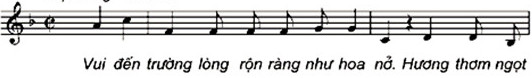 Vui đến trường lòng rộn ràng như hoa nở. Hương thơm ngọt